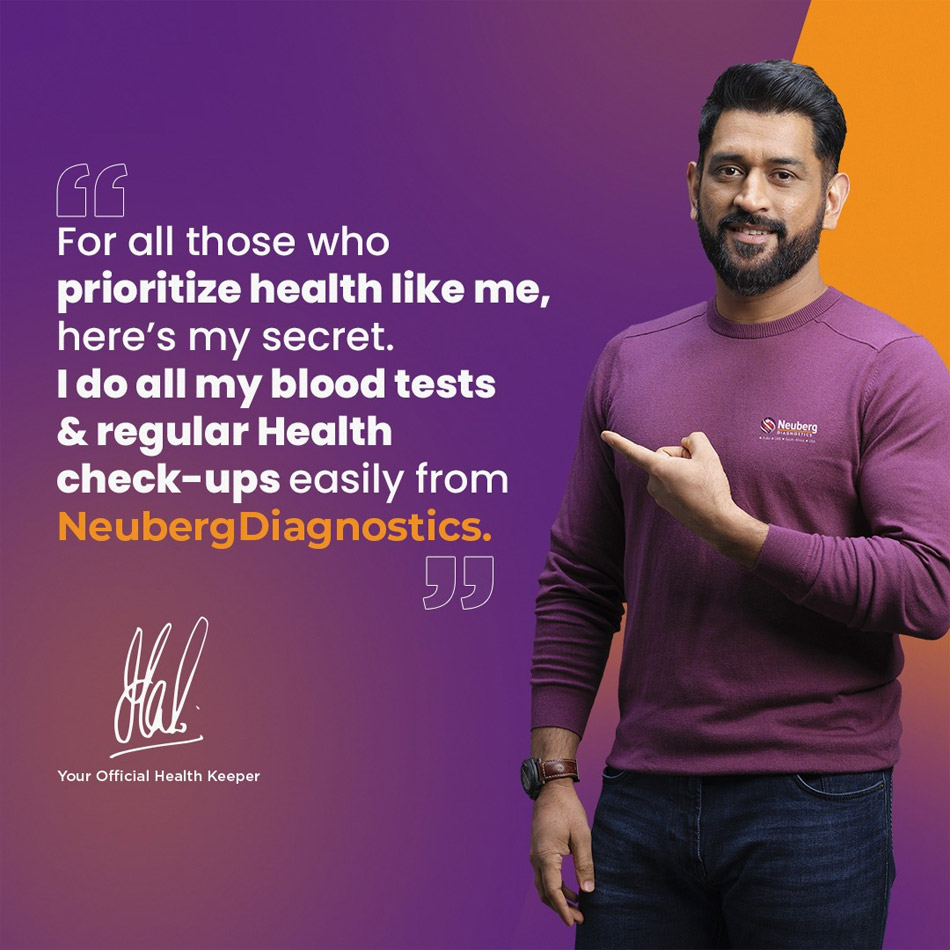 “
For all those who
prioritize health like me,
here’s my secret.
I do all my blood tests
& regular Health
check-ups easily from
NeubergDiagnostics.
”
Your Official Health Keeper
Neuberg
DIAGNOSTICS